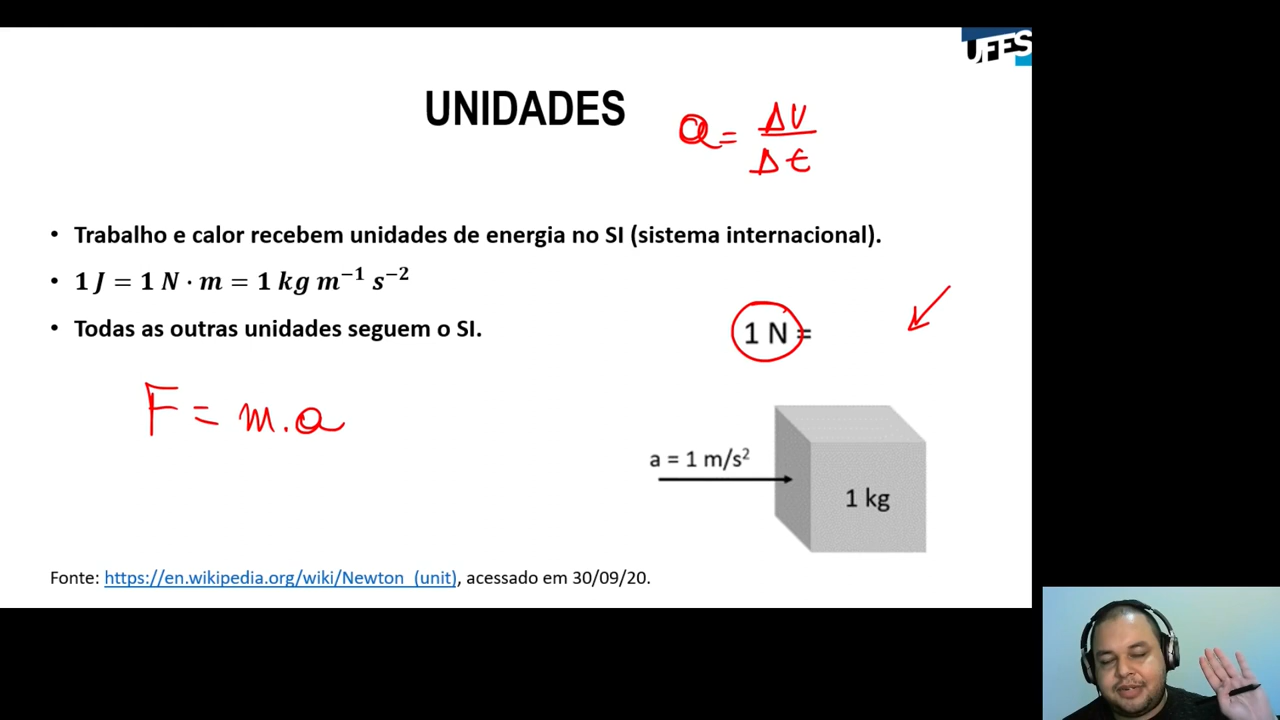 UFES
UNIDADES
a = ΔV / Δt
• Trabalho e calor recebem unidades de energia no SI (sistema internacional).
• 1 J = 1 N · m = 1 kg m⁻¹ s⁻²
• Todas as outras unidades seguem o SI.
1 N =
F = m.a
a = 1 m/s²
1 kg
Fonte: https://en.wikipedia.org/wiki/Newton_(unit), acessado em 30/09/20.